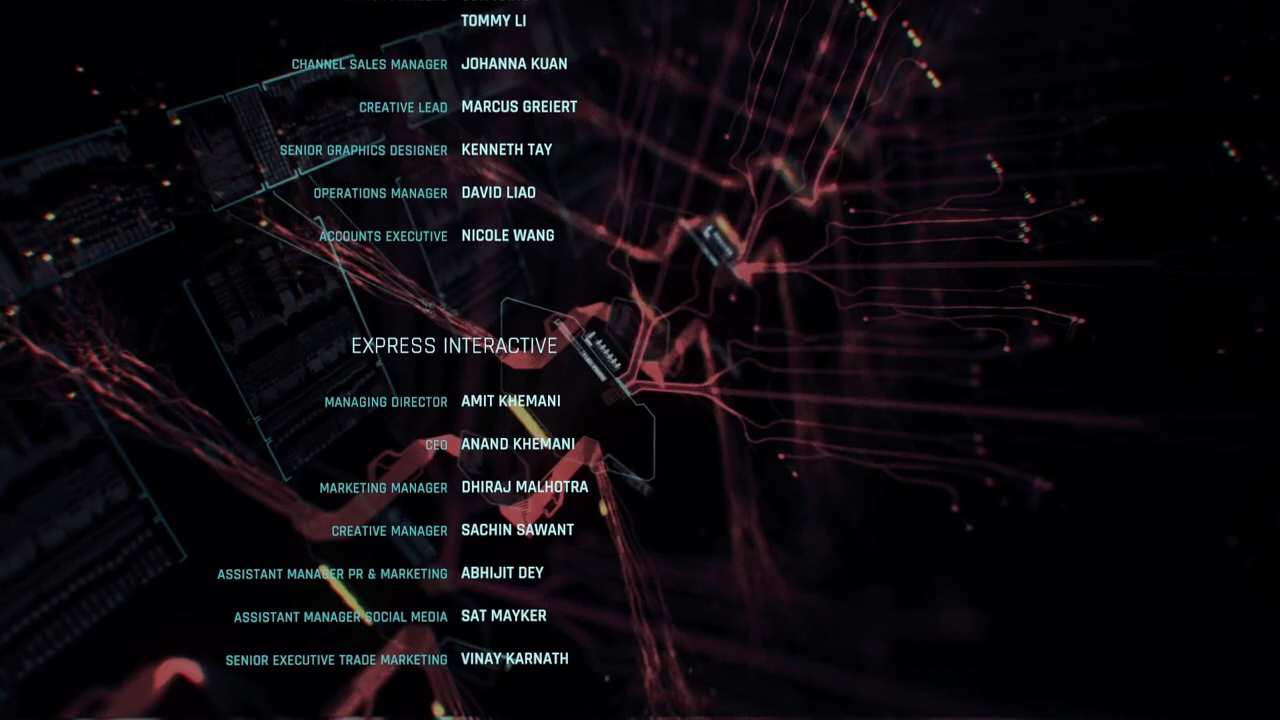 TOMMY LI
CHANNEL SALES MANAGER JOHANNA KUAN
CREATIVE LEAD MARCUS GREIERT
SENIOR GRAPHICS DESIGNER KENNETH TAY
OPERATIONS MANAGER DAVID LIAO
ACCOUNTS EXECUTIVE NICOLE WANG
EXPRESS INTERACTIVE
MANAGING DIRECTOR AMIT KHEMANI
CEO ANAND KHEMANI
MARKETING MANAGER DHIRAJ MALHOTRA
CREATIVE MANAGER SACHIN SAWANT
ASSISTANT MANAGER PR & MARKETING ABHIJIT DEY
ASSISTANT MANAGER SOCIAL MEDIA SAT MAYKER
SENIOR EXECUTIVE TRADE MARKETING VINAY KARNATH